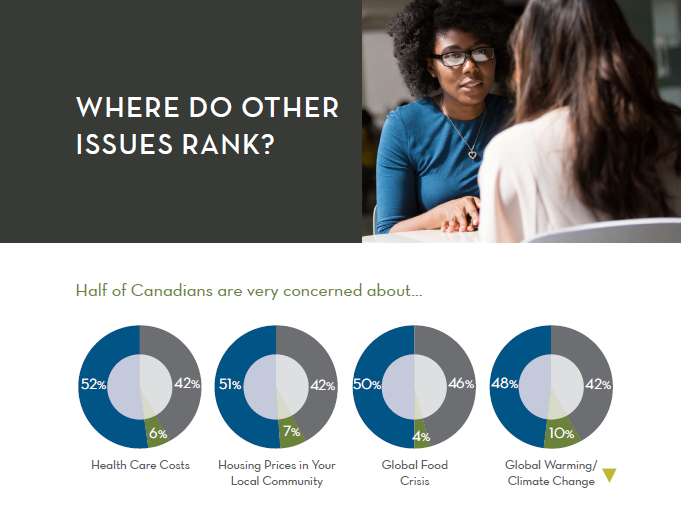 WHERE DO OTHER
ISSUES RANK?
Half of Canadians are very concerned about...
52% 42% 51% 42% 50% 46% 48% 42%
6% 7% 4% 10%
Health Care Costs
Housing Prices in Your
Local Community
Global Food
Crisis
Global Warming/
Climate Change